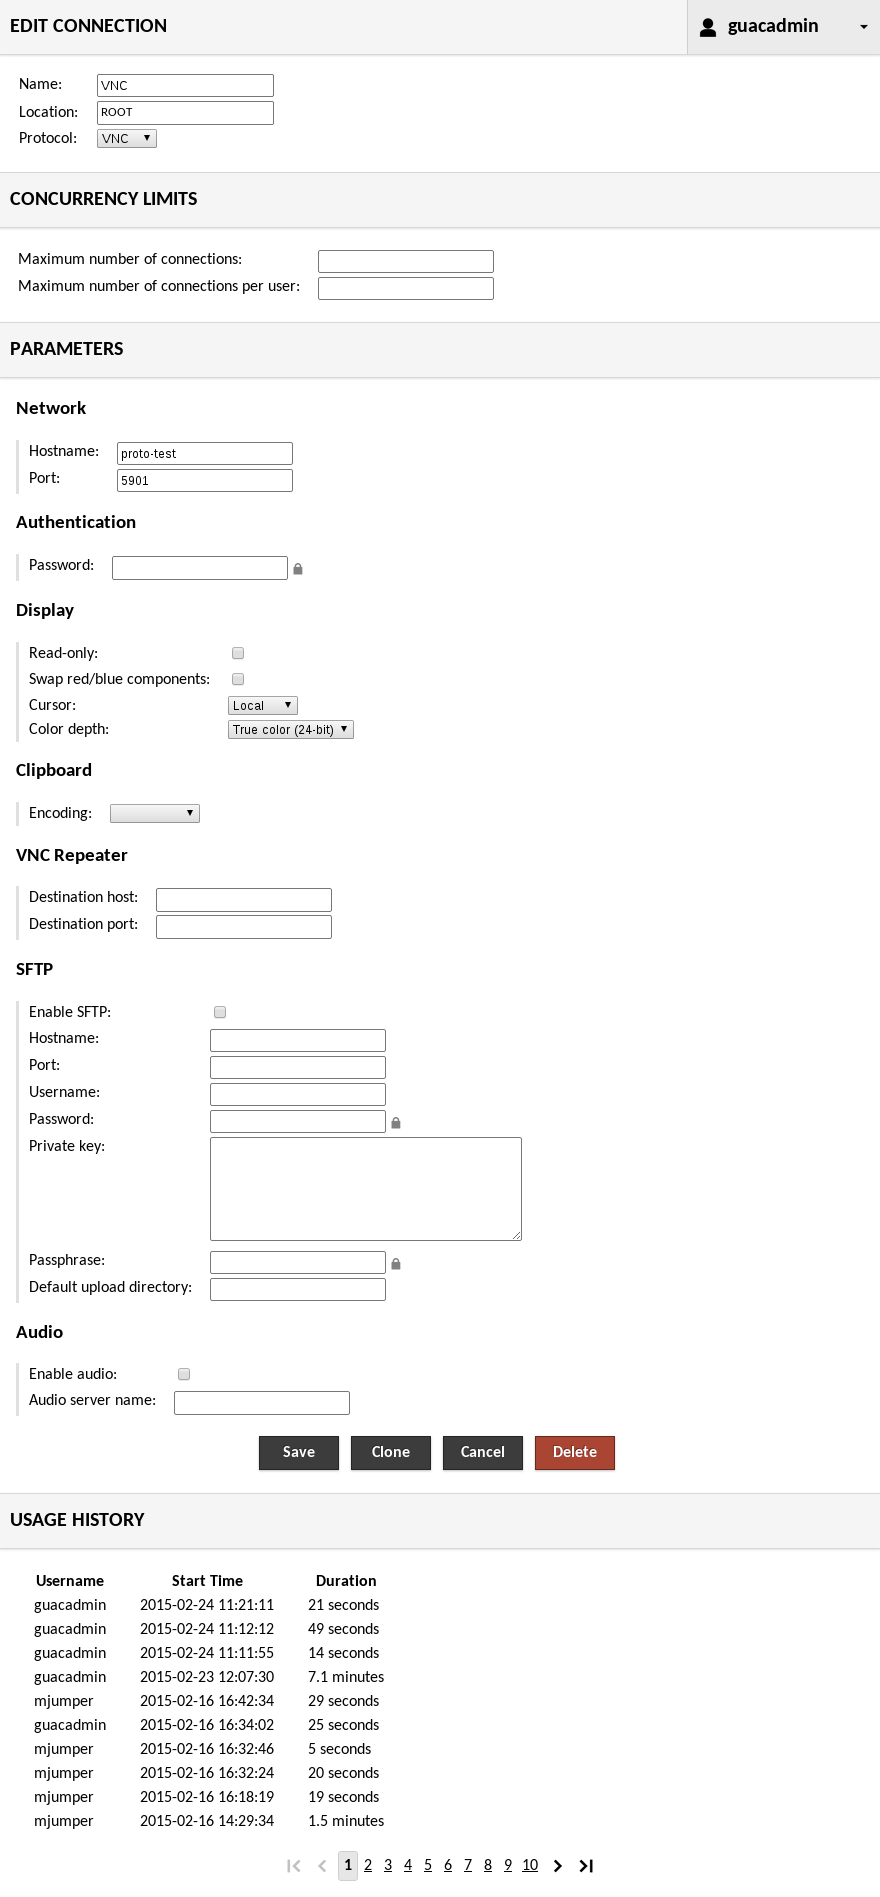 EDIT CONNECTION guacadmin
Name: VNC
Location: ROOT
Protocol: VNC
CONCURRENCY LIMITS
Maximum number of connections:
Maximum number of connections per user:
PARAMETERS
Network
Hostname: proto-test
Port: 5901
Authentication
Password:
Display
Read-only:
Swap red/blue components:
Cursor: Local
Color depth: True color (24-bit)
Clipboard
Encoding:
VNC Repeater
Destination host:
Destination port:
SFTP
Enable SFTP:
Hostname:
Port:
Username:
Password:
Private key:
Passphrase:
Default upload directory:
Audio
Enable audio:
Audio server name:
Save Clone Cancel Delete
USAGE HISTORY
Username Start Time Duration
guacadmin 2015-02-24 11:21:11 21 seconds
guacadmin 2015-02-24 11:12:12 49 seconds
guacadmin 2015-02-24 11:11:55 14 seconds
guacadmin 2015-02-23 12:07:30 7.1 minutes
mjumper 2015-02-16 16:42:34 29 seconds
guacadmin 2015-02-16 16:34:02 25 seconds
mjumper 2015-02-16 16:32:46 5 seconds
mjumper 2015-02-16 16:32:24 20 seconds
mjumper 2015-02-16 16:18:19 19 seconds
mjumper 2015-02-16 14:29:34 1.5 minutes
1 2 3 4 5 6 7 8 9 10